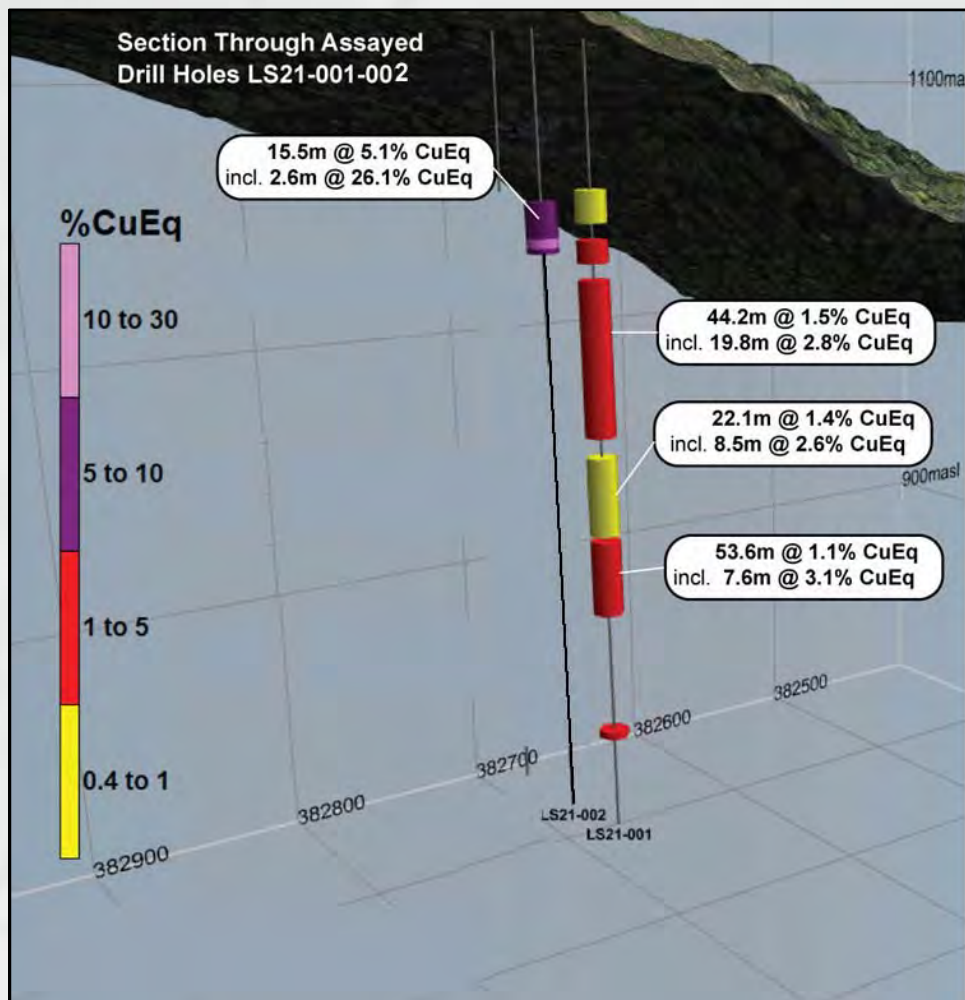 Section Through Assayed
Drill Holes LS21-001-002
1100ma
15.5m @ 5.1% CuEq
incl. 2.6m @ 26.1% CuEq
%CuEq
10 to 30
5 to 10
1 to 5
0.4 to 1
44.2m @ 1.5% CuEq
incl. 19.8m @ 2.8% CuEq
22.1m @ 1.4% CuEq
incl. 8.5m @ 2.6% CuEq
900masl
53.6m @ 1.1% CuEq
incl. 7.6m @ 3.1% CuEq
382500
382600
382700
382800
382900
LS21-002
LS21-001